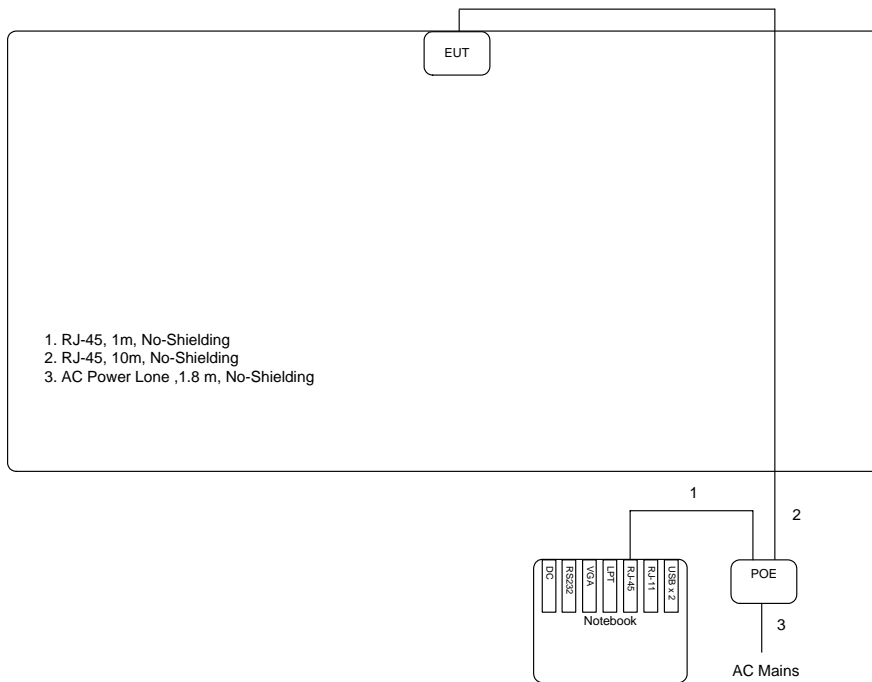 EUT
1. RJ-45, 1m, No-Shielding
2. RJ-45, 10m, No-Shielding
3. AC Power Lone ,1.8 m, No-Shielding
1
2
DC
RS232
VGA
LPT
RJ-45
RJ-11
USB x 2
Notebook
POE
3
AC Mains